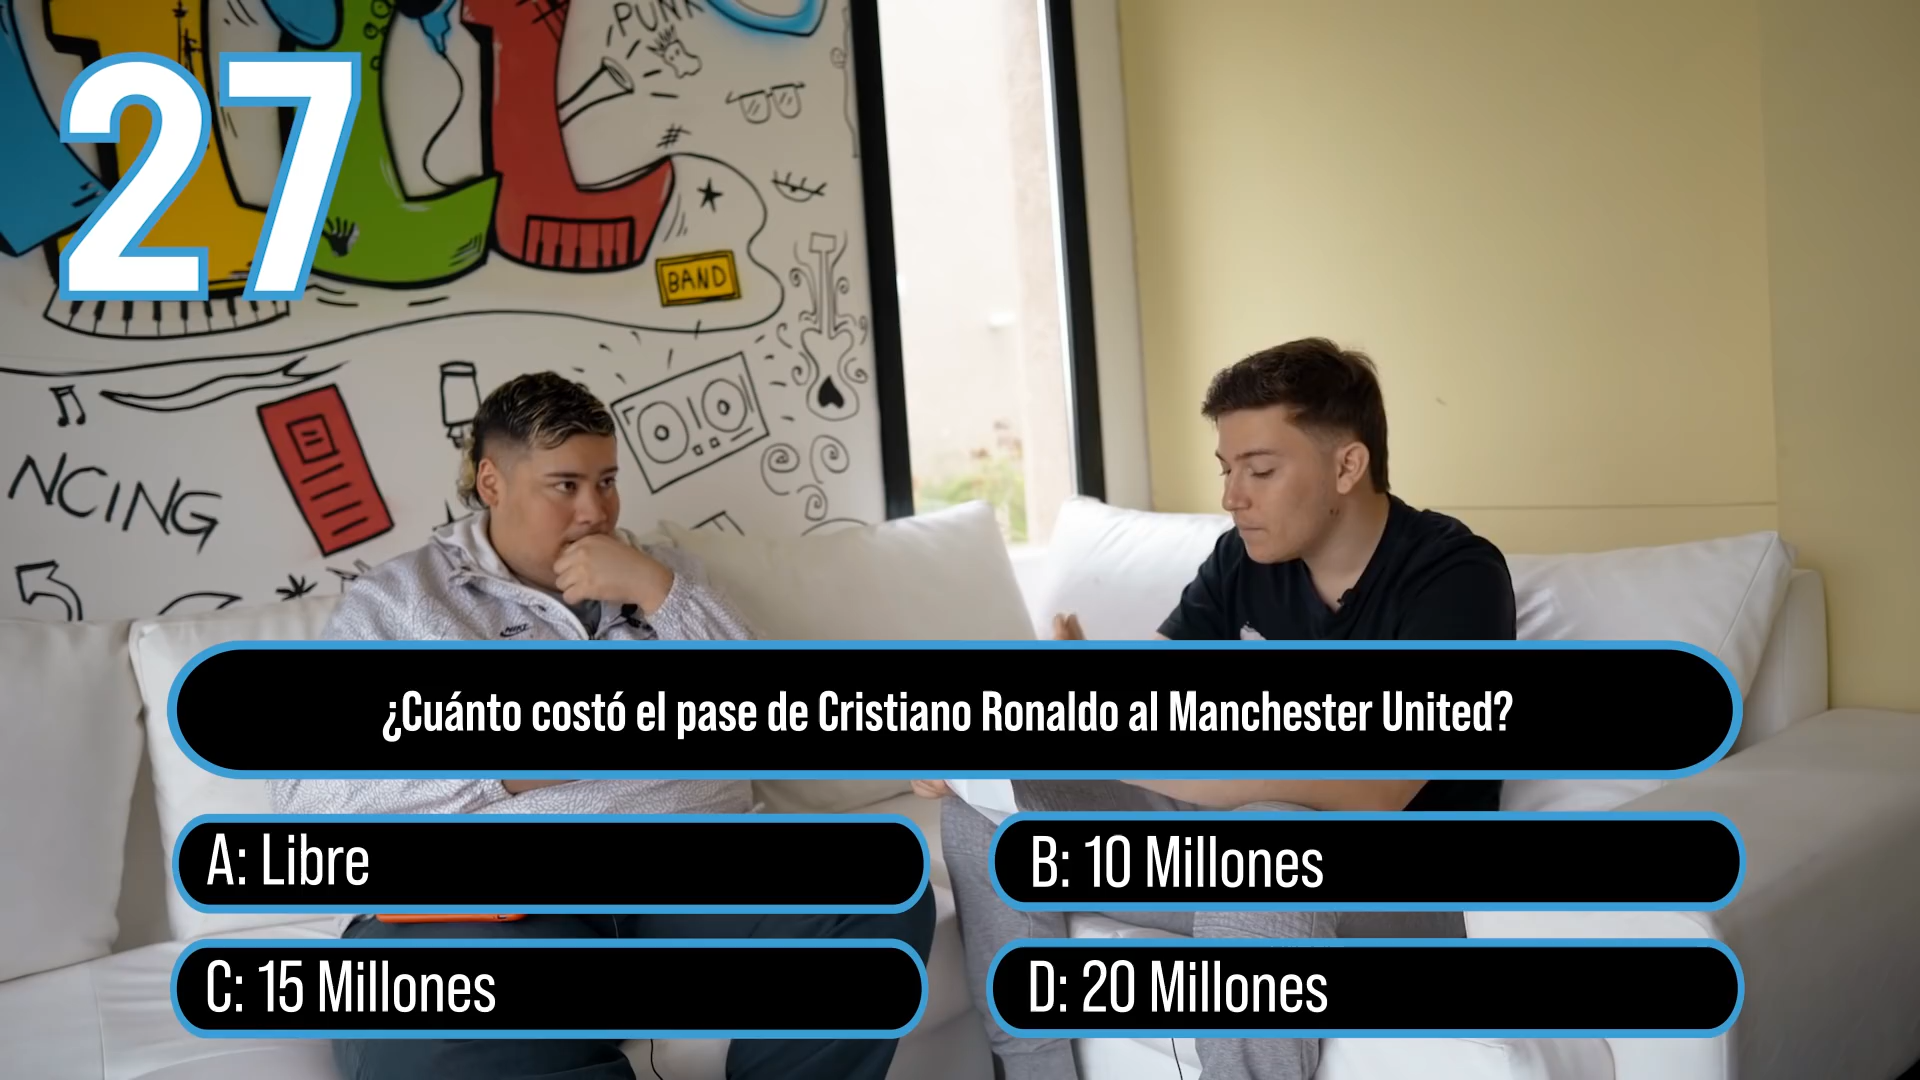 PUNK
27
BAND
NCING
NIKE
¿Cuánto costó el pase de Cristiano Ronaldo al Manchester United?
A: Libre
B: 10 Millones
C: 15 Millones
D: 20 Millones